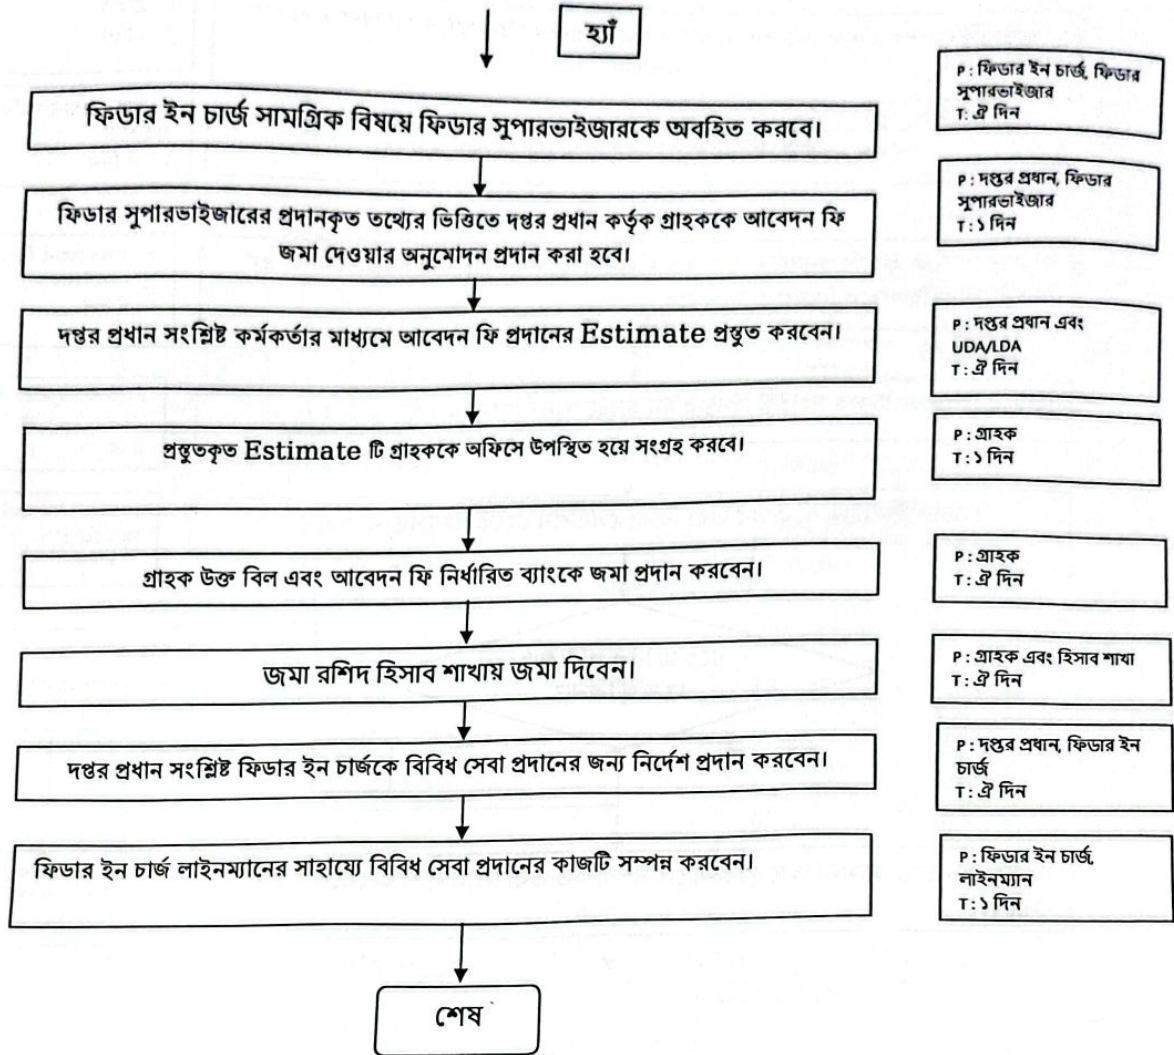 হ্যাঁ
ফিডার ইন চার্জ সামগ্রিক বিষয়ে ফিডার সুপারভাইজারকে অবহিত করবে।
P : ফিডার ইন চার্জ, ফিডার
সুপারভাইজার
T: ঐ দিন
ফিডার সুপারভাইজারের প্রদানকৃত তথ্যের ভিত্তিতে দপ্তর প্রধান কর্তৃক গ্রাহককে আবেদন ফি
জমা দেওয়ার অনুমোদন প্রদান করা হবে।
P : দপ্তর প্রধান, ফিডার
সুপারভাইজার
T : ১ দিন
দপ্তর প্রধান সংশ্লিষ্ট কর্মকর্তার মাধ্যমে আবেদন ফি প্রদানের Estimate প্রস্তুত করবেন।
P : দপ্তর প্রধান এবং
UDA/LDA
T : ঐ দিন
প্রস্তুতকৃত Estimate টি গ্রাহককে অফিসে উপস্থিত হয়ে সংগ্রহ করবে।
P : গ্রাহক
T : ১ দিন
গ্রাহক উক্ত বিল এবং আবেদন ফি নির্ধারিত ব্যাংকে জমা প্রদান করবেন।
P : গ্রাহক
T : ঐ দিন
জমা রশিদ হিসাব শাখায় জমা দিবেন।
P : গ্রাহক এবং হিসাব শাখা
T : ঐ দিন
দপ্তর প্রধান সংশ্লিষ্ট ফিডার ইন চার্জকে বিবিধ সেবা প্রদানের জন্য নির্দেশ প্রদান করবেন।
P : দপ্তর প্রধান, ফিডার ইন
চার্জ
T : ঐ দিন
ফিডার ইন চার্জ লাইনম্যানের সাহায্যে বিবিধ সেবা প্রদানের কাজটি সম্পন্ন করবেন।
P : ফিডার ইন চার্জ,
লাইনম্যান
T : ১ দিন
শেষ